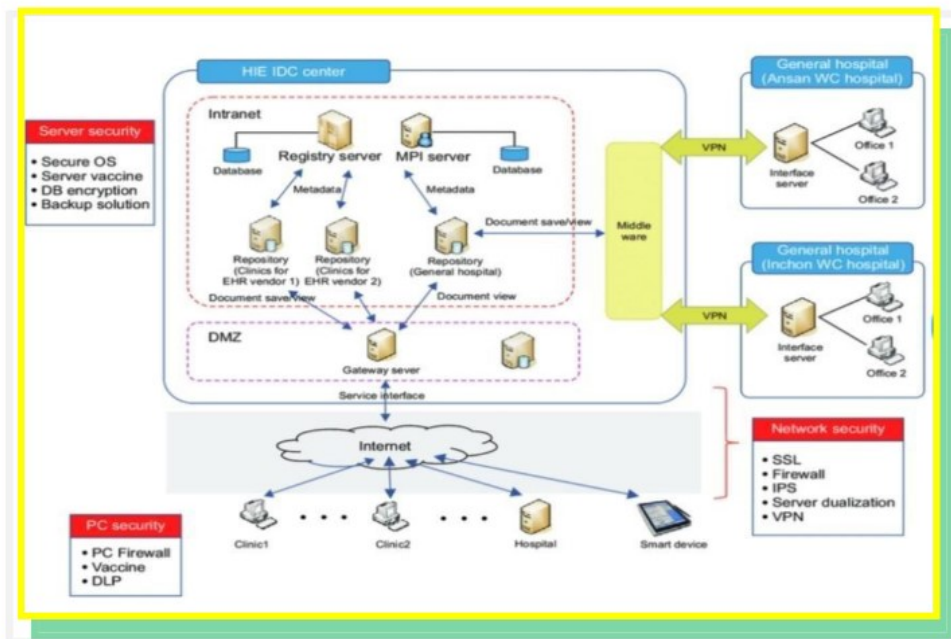 HIE IDC center
General hospital
(Ansan WC hospital)
Intranet
Server security
• Secure OS
• Server vaccine
• DB encryption
• Backup solution
Database
Registry server
MPI server
Database
VPN
Interface
server
Office 1
Office 2
Metadata
Metadata
Document save/view
Middle
ware
Repository
(Clinics for
EHR vendor 1)
Repository
(Clinics for
EHR vendor 2)
Repository
(General hospital)
General hospital
(Inchon WC hospital)
Document save/view
Document view
VPN
Interface
server
Office 1
Office 2
DMZ
Gateway sever
Service interface
Internet
Network security
• SSL
• Firewall
• IPS
• Server dualization
• VPN
PC security
• PC Firewall
• Vaccine
• DLP
Clinic1
Clinic2
Hospital
Smart device